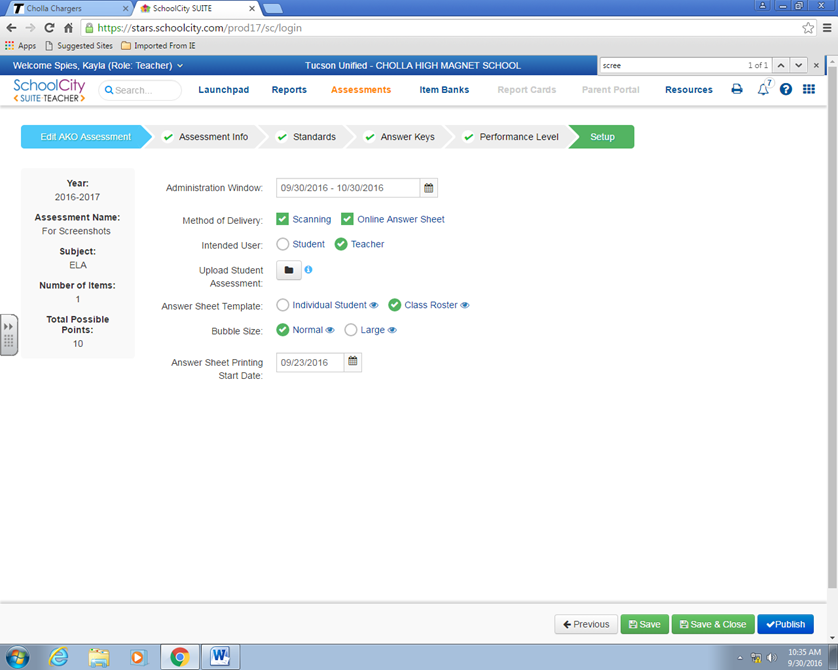 Cholla Chargers
SchoolCity SUITE
https://stars.schoolcity.com/prod17/sc/login
Apps Suggested Sites Imported From IE
Welcome Spies, Kayla (Role: Teacher) Tucson Unified - CHOLLA HIGH MAGNET SCHOOL
scree 1 of 1
SchoolCity
SUITE TEACHER
Search...
Launchpad Reports Assessments Item Banks Report Cards Parent Portal Resources
7
Edit AKO Assessment Assessment Info Standards Answer Keys Performance Level Setup
Year:
2016-2017
Assessment Name:
For Screenshots
Subject:
ELA
Number of Items:
1
Total Possible
Points:
10
Administration Window: 09/30/2016 - 10/30/2016
Method of Delivery: Scanning Online Answer Sheet
Intended User: Student Teacher
Upload Student
Assessment:
Answer Sheet Template: Individual Student Class Roster
Bubble Size: Normal Large
Answer Sheet Printing
Start Date: 09/23/2016
Previous Save Save & Close Publish
10:35 AM
9/30/2016